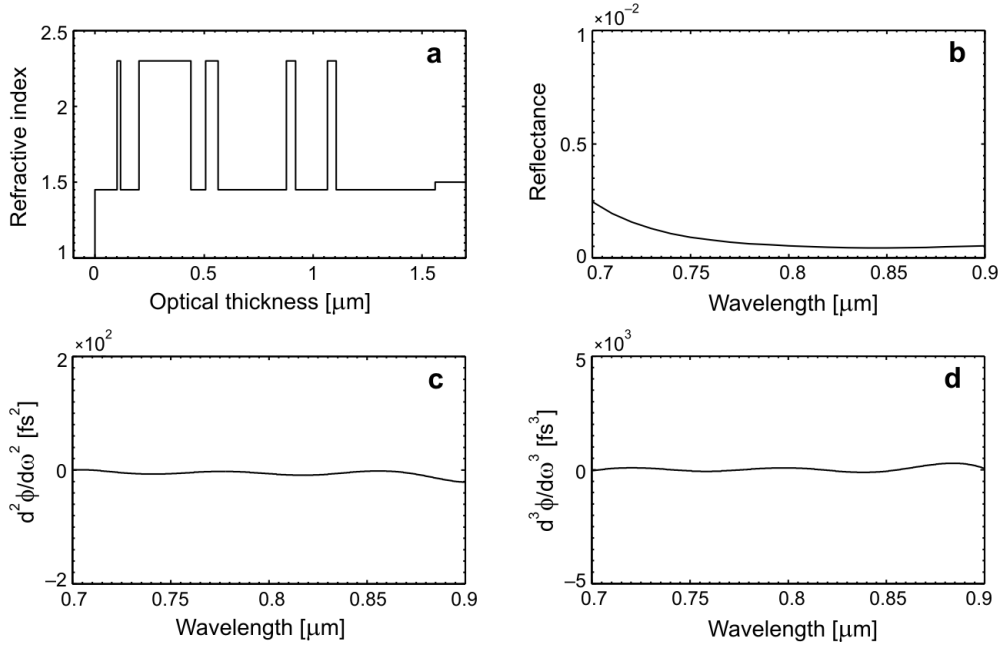 a
2.5
2
1.5
1
Refractive index
0
0.5
1
1.5
Optical thickness [μm]
b
×10⁻²
1
0.5
0
Reflectance
0.7
0.75
0.8
0.85
0.9
Wavelength [μm]
c
×10²
2
0
−2
d²ϕ/dω² [fs²]
0.7
0.75
0.8
0.85
0.9
Wavelength [μm]
d
×10³
5
0
−5
d³ϕ/dω³ [fs³]
0.7
0.75
0.8
0.85
0.9
Wavelength [μm]